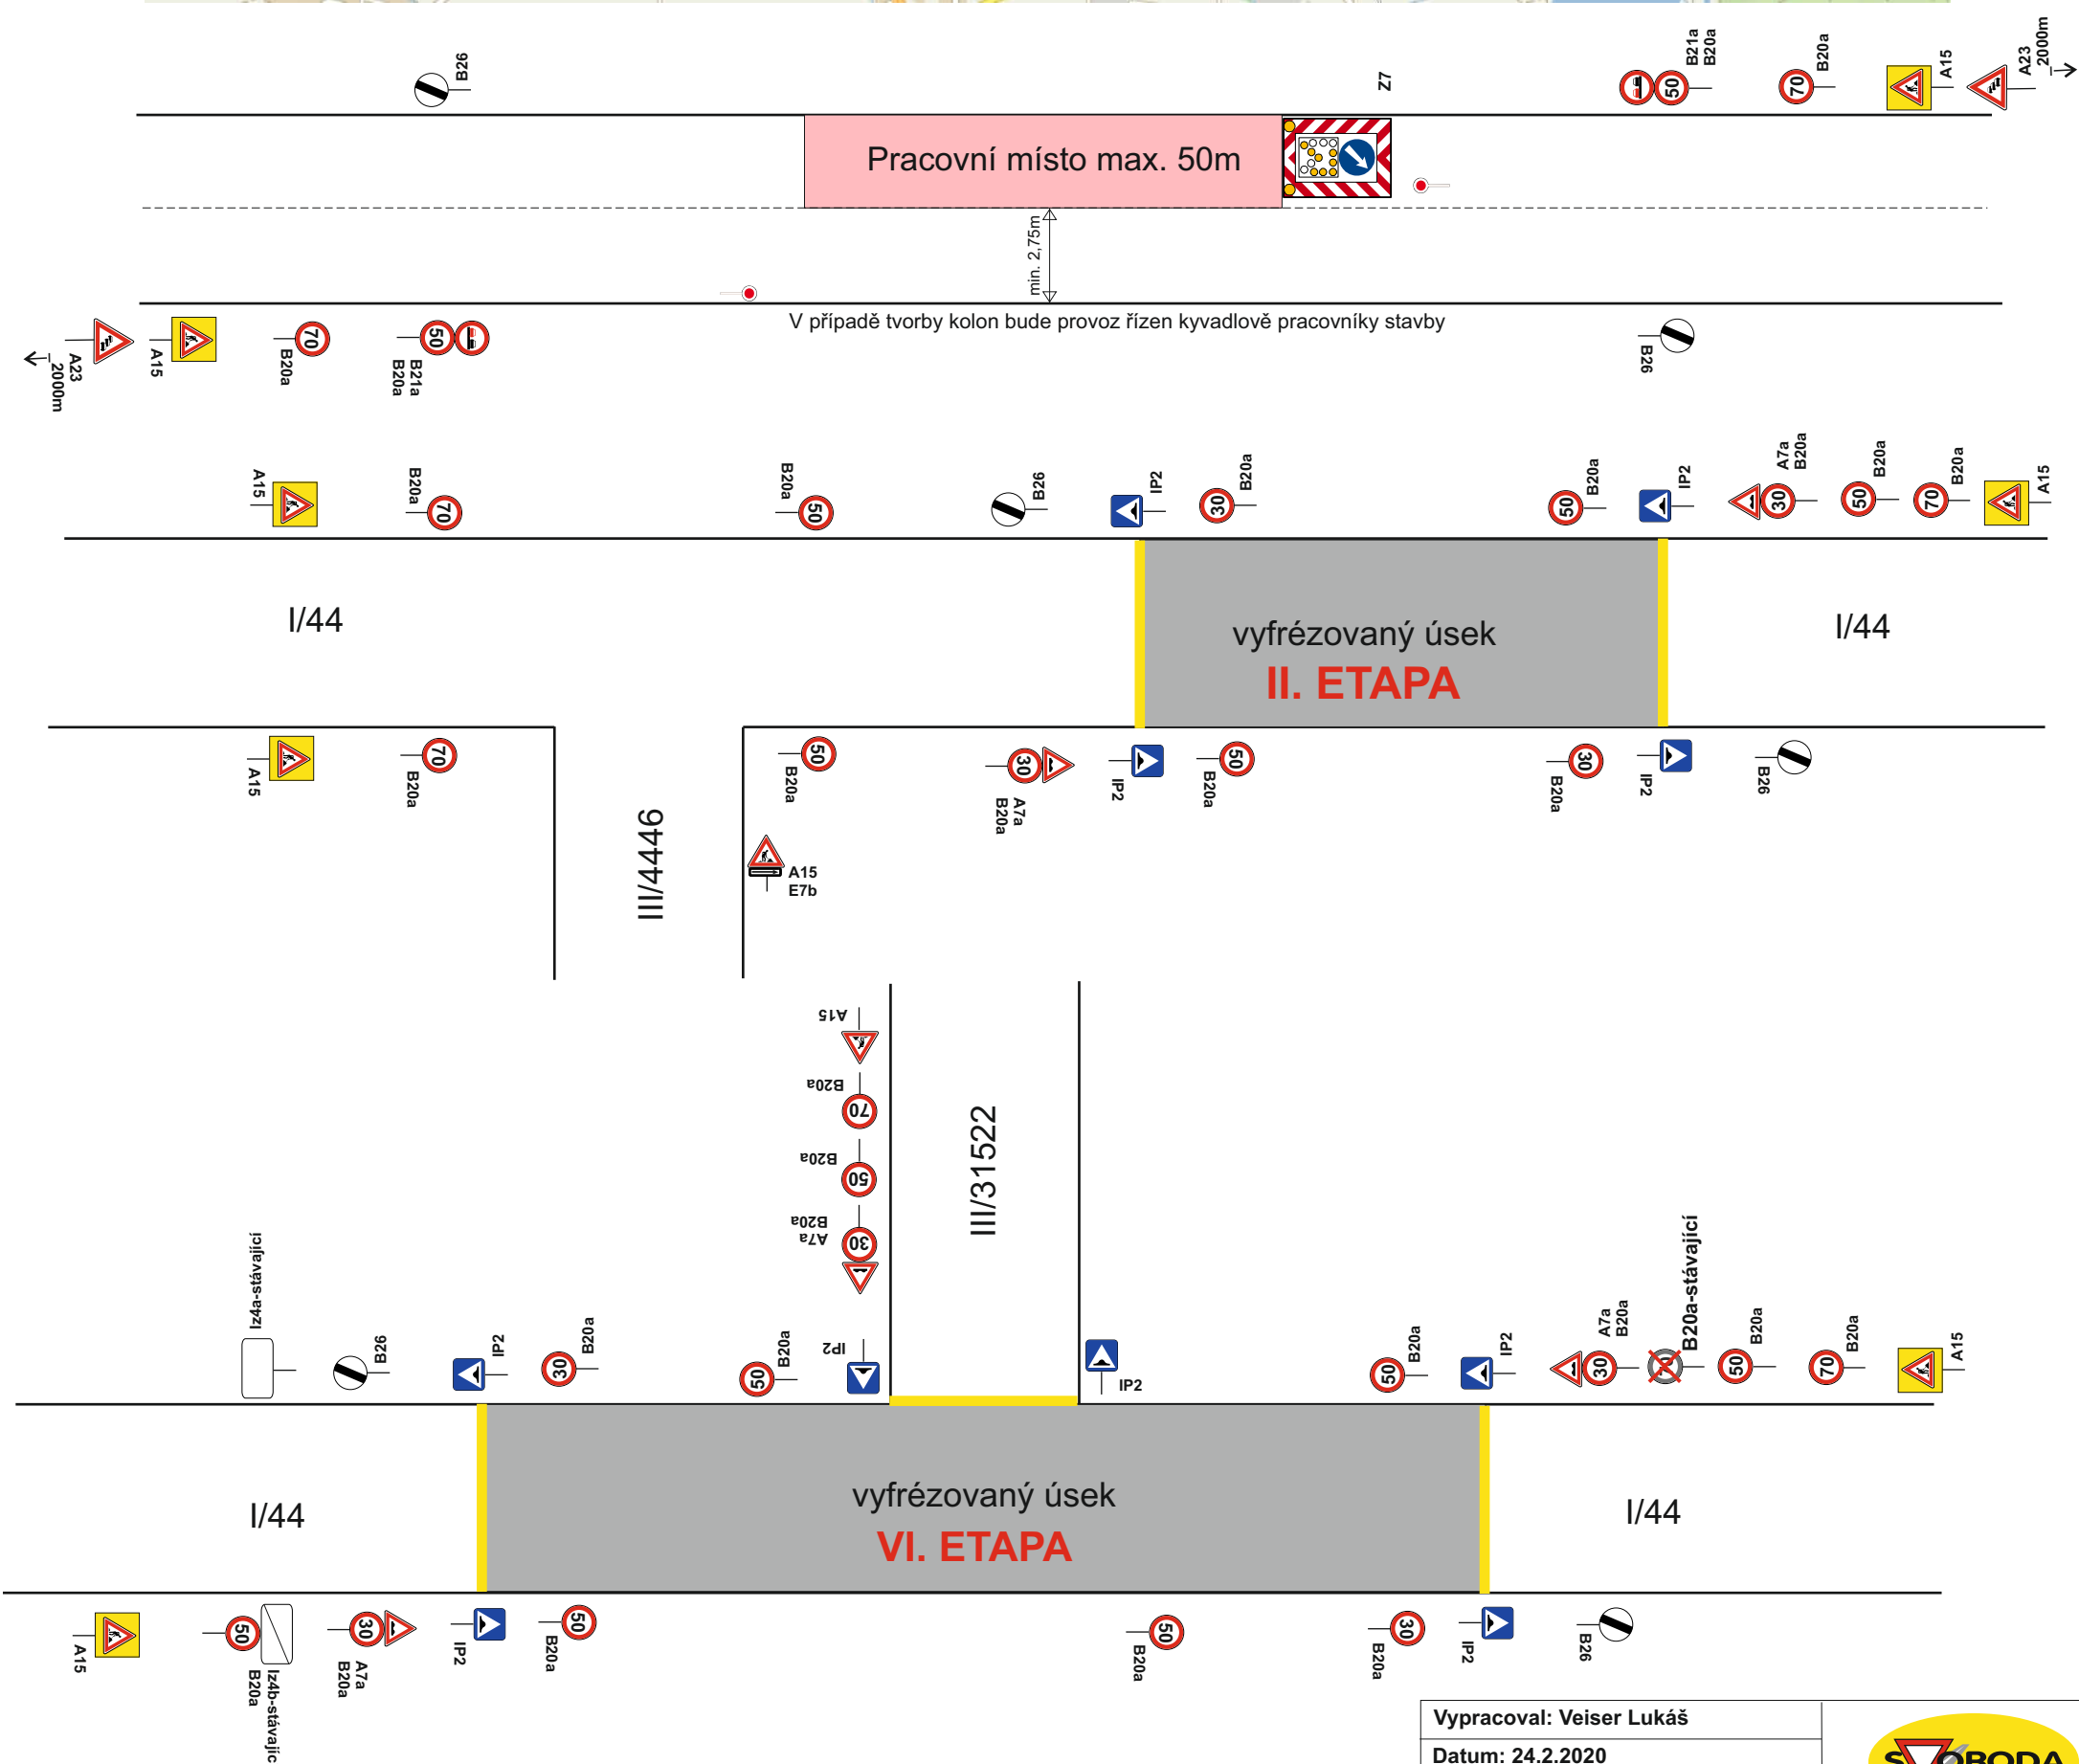 B26
Z7
B21a
B20a
50
B20a
70
A15
A23
_2000m
Pracovní místo max. 50m
min. 2,75m
V případě tvorby kolon bude provoz řízen kyvadlově pracovníky stavby
A23
_2000m
A15
70
B20a
50
B21a
B20a
B26
A15
B20a
70
B20a
50
B26
IP2
B20a
30
B20a
50
IP2
A7a
B20a
30
B20a
50
B20a
70
A15
I/44
vyfrézovaný úsek
II. ETAPA
I/44
A15
70
B20a
50
B20a
30
A7a
B20a
IP2
50
B20a
30
B20a
IP2
B26
III/4446
A15
E7b
A15
B20a
70
B20a
50
B20a
A7a
30
IP2
III/31522
IP2
Iz4a-stávající
B26
IP2
B20a
30
B20a
50
B20a
50
IP2
A7a
B20a
30
B20a-stávající
B20a
50
B20a
70
A15
I/44
vyfrézovaný úsek
VI. ETAPA
I/44
A15
50
Iz4b-stávajíc
B20a
30
A7a
B20a
IP2
50
B20a
50
B20a
30
B20a
IP2
B26
Vypracoval: Veiser Lukáš
Datum: 24.2.2020
SVOBODA